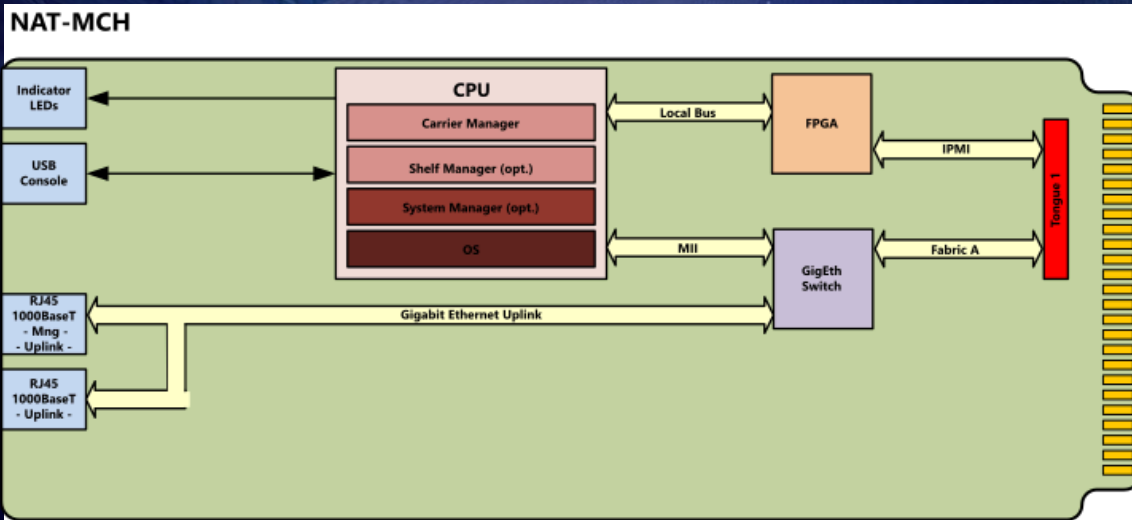 NAT-MCH
Indicator
LEDs
CPU
Carrier Manager
Shelf Manager (opt.)
System Manager (opt.)
OS
Local Bus
FPGA
IPMI
Tongue 1
USB
Console
MII
GigEth
Switch
Fabric A
RJ45
1000BaseT
- Mng -
- Uplink -
Gigabit Ethernet Uplink
RJ45
1000BaseT
- Uplink -